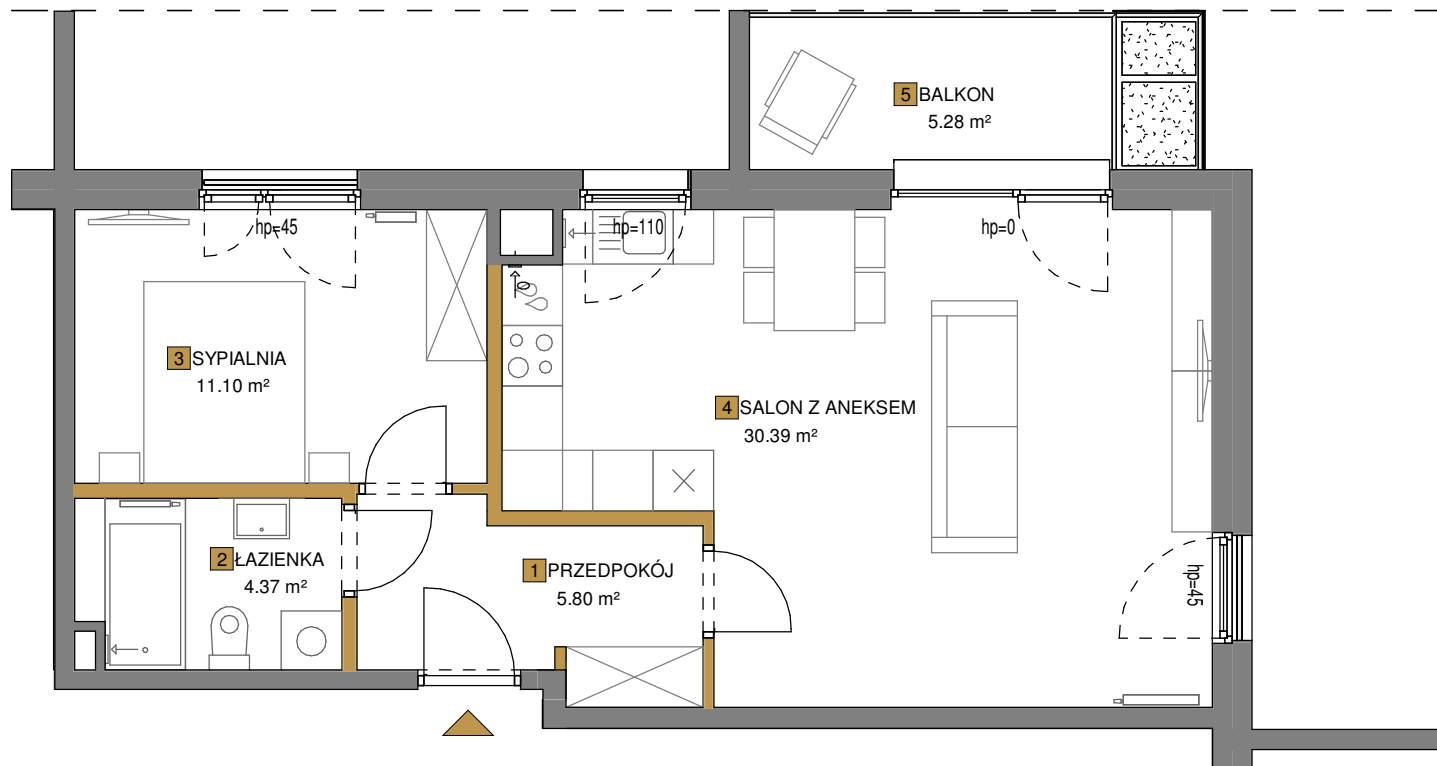 5 BALKON
5.28 m²
hp=45
hp=110
hp=0
3 SYPIALNIA
11.10 m²
4 SALON Z ANEKSEM
30.39 m²
2 ŁAZIENKA
4.37 m²
1 PRZEDPOKÓJ
5.80 m²
hp=45